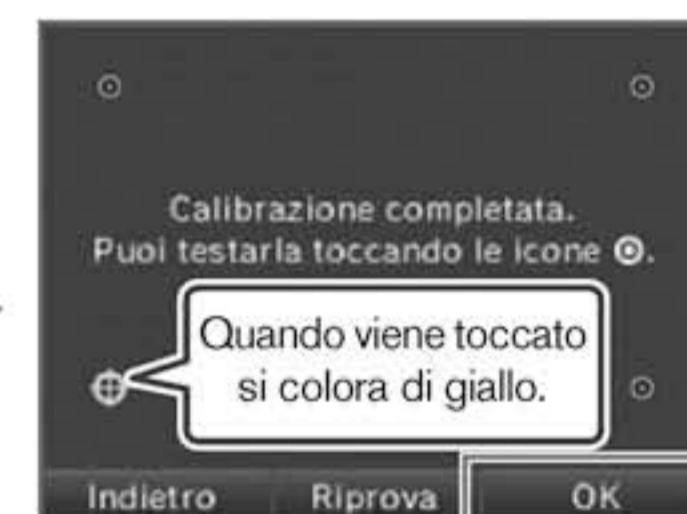 Calibrazione completata.
Puoi testarla toccando le icone ⊙.
Quando viene toccato
si colora di giallo.
Indietro Riprova OK